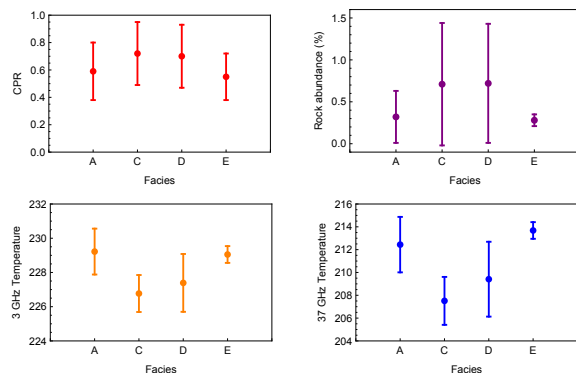 CPR
1.0
0.8
0.6
0.4
0.2
0.0
A C D E
Facies
Rock abundance (%)
1.5
1.0
0.5
0.0
A C D E
Facies
3 GHz Temperature
232
230
228
226
224
A C D E
Facies
37 GHz Temperature
216
214
212
210
208
206
204
A C D E
Facies